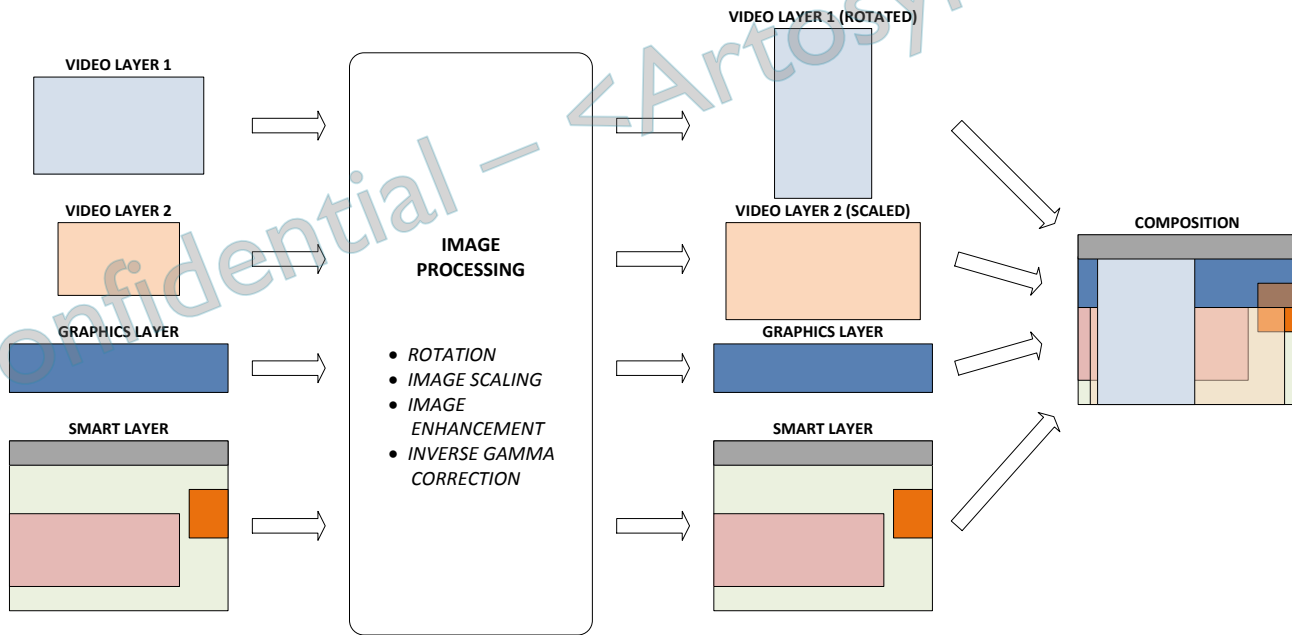 VIDEO LAYER 1 (ROTATED)
VIDEO LAYER 1
VIDEO LAYER 2
VIDEO LAYER 2 (SCALED)
COMPOSITION
IMAGE
PROCESSING
GRAPHICS LAYER
GRAPHICS LAYER
• ROTATION
• IMAGE SCALING
• IMAGE
ENHANCEMENT
• INVERSE GAMMA
CORRECTION
SMART LAYER
SMART LAYER